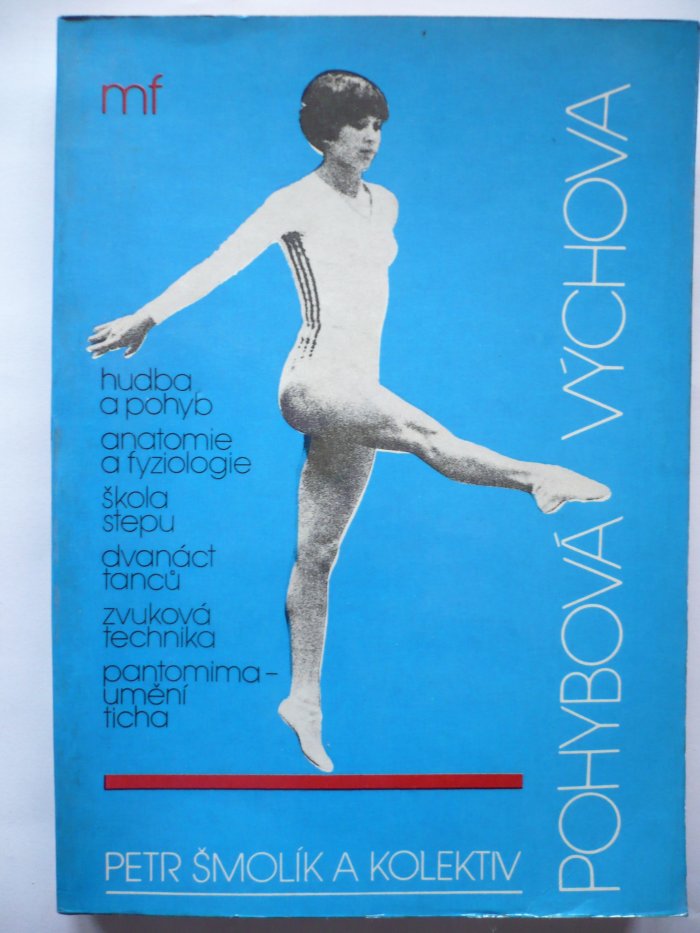 mf
hudba
a pohyb
anatomie
a fyziologie
škola
stepu
dvanáct
tanců
zvuková
technika
pantomima –
umění
ticha
PETR ŠMOLÍK A KOLEKTIV
POHYBOVÁ VÝCHOVA